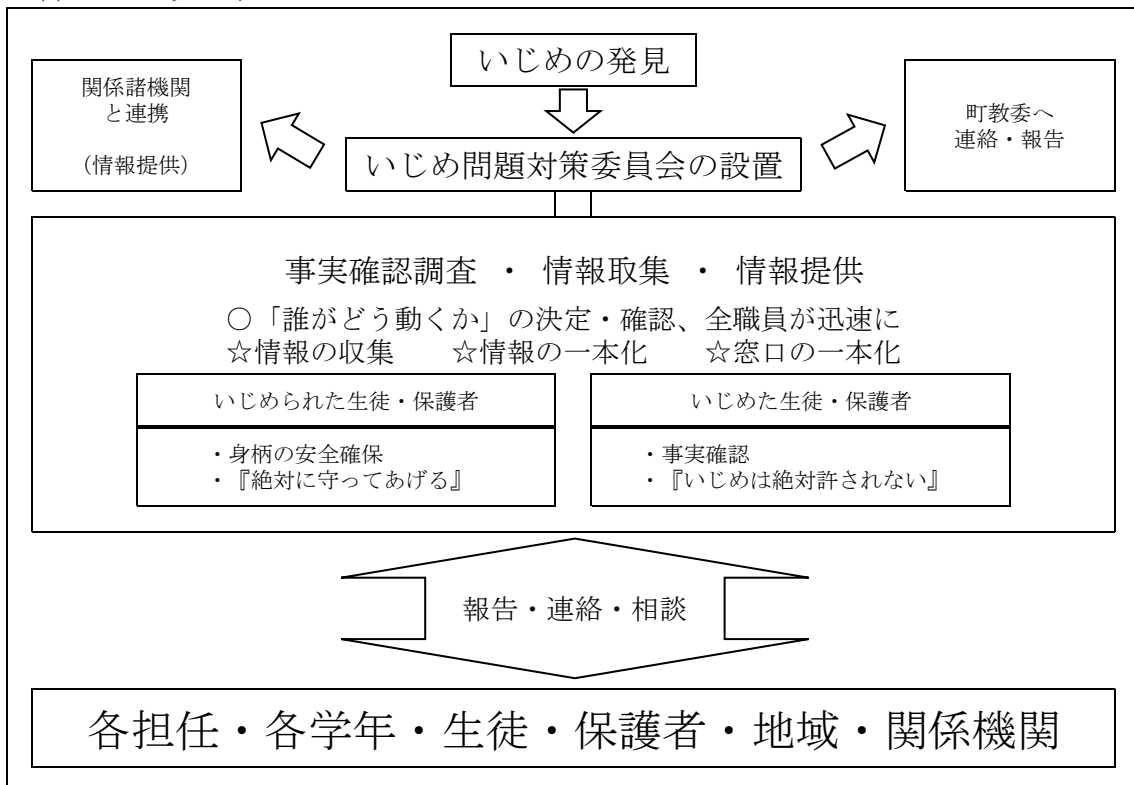 いじめの発見
関係諸機関
と連携
（情報提供）
町教委へ
連絡・報告
いじめ問題対策委員会の設置
事実確認調査 ・ 情報取集 ・ 情報提供
○「誰がどう動くか」の決定・確認、全職員が迅速に
☆情報の収集　☆情報の一本化　☆窓口の一本化
いじめられた生徒・保護者
・身柄の安全確保
・『絶対に守ってあげる』
いじめた生徒・保護者
・事実確認
・『いじめは絶対許されない』
報告・連絡・相談
各担任・各学年・生徒・保護者・地域・関係機関